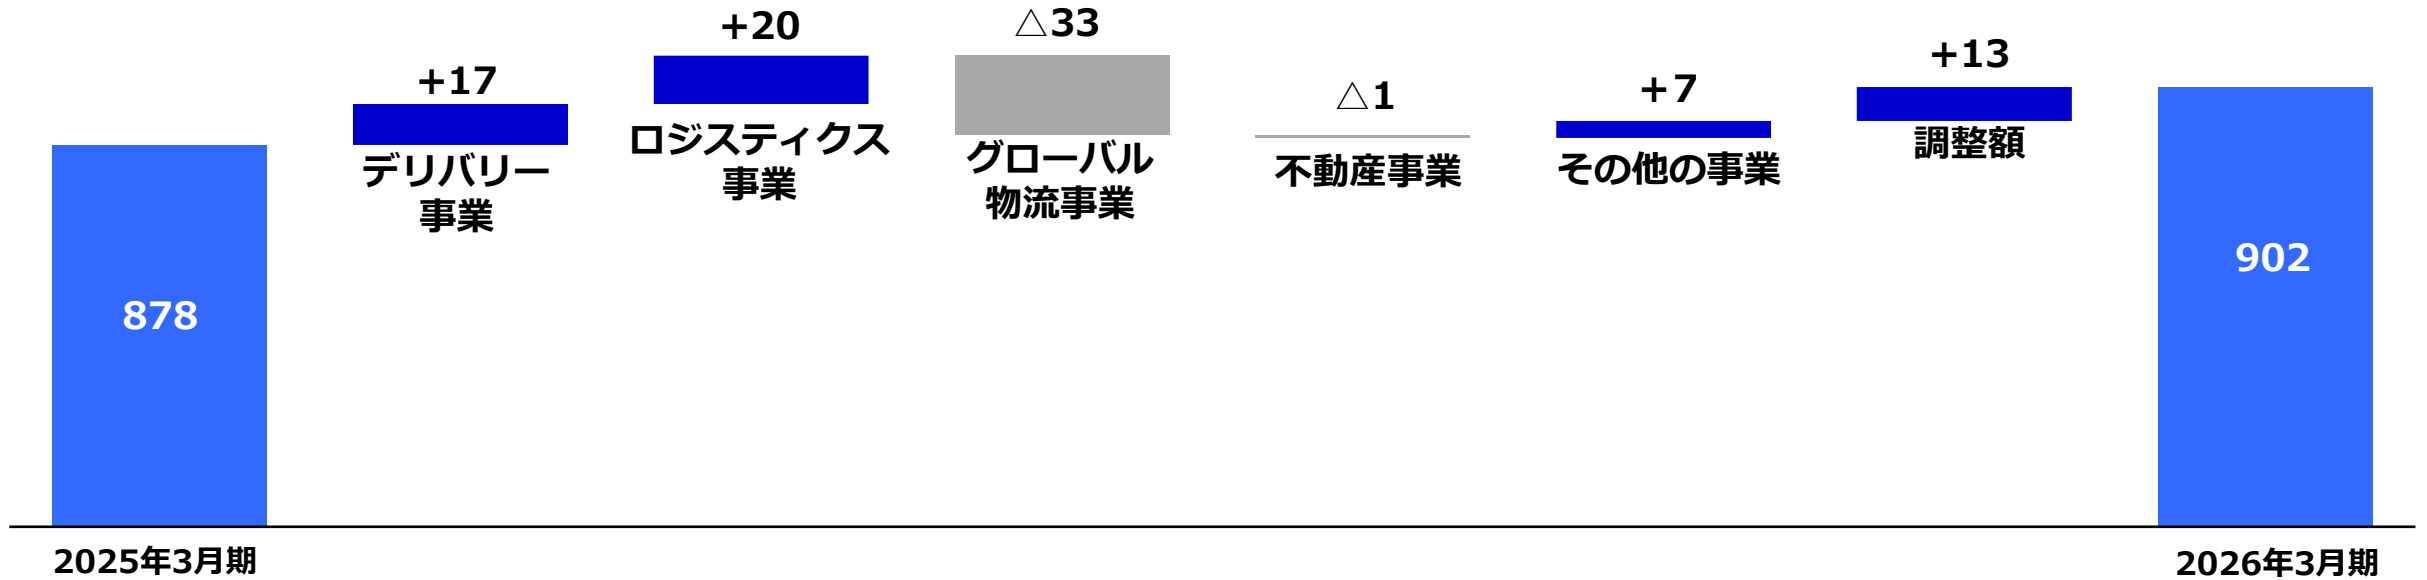 +17
+20
△33
△1
+7
+13
デリバリー
事業
ロジスティクス
事業
グローバル
物流事業
不動産事業
その他の事業
調整額
878
902
2025年3月期
2026年3月期